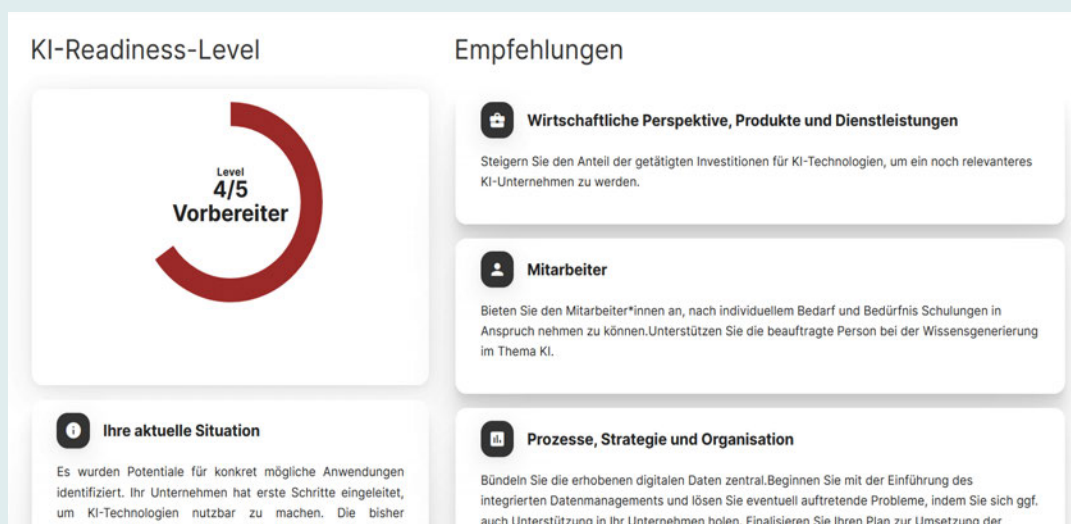 KI-Readiness-Level
Level
4/5
Vorbereiter
Ihre aktuelle Situation
Es wurden Potentiale für konkret mögliche Anwendungen
identifiziert. Ihr Unternehmen hat erste Schritte eingeleitet,
um KI-Technologien nutzbar zu machen. Die bisher
Empfehlungen
Wirtschaftliche Perspektive, Produkte und Dienstleistungen
Steigern Sie den Anteil der getätigten Investitionen für KI-Technologien, um ein noch relevanteres
KI-Unternehmen zu werden.
Mitarbeiter
Bieten Sie den Mitarbeiter*innen an, nach individuellem Bedarf und Bedürfnis Schulungen in
Anspruch nehmen zu können.Unterstützen Sie die beauftragte Person bei der Wissensgenerierung
im Thema KI.
Prozesse, Strategie und Organisation
Bündeln Sie die erhobenen digitalen Daten zentral.Beginnen Sie mit der Einführung des
integrierten Datenmanagements und lösen Sie eventuell auftretende Probleme, indem Sie sich ggf.
auch Unterstützung in Ihr Unternehmen holen. Finalisieren Sie Ihren Plan zur Umsetzung der